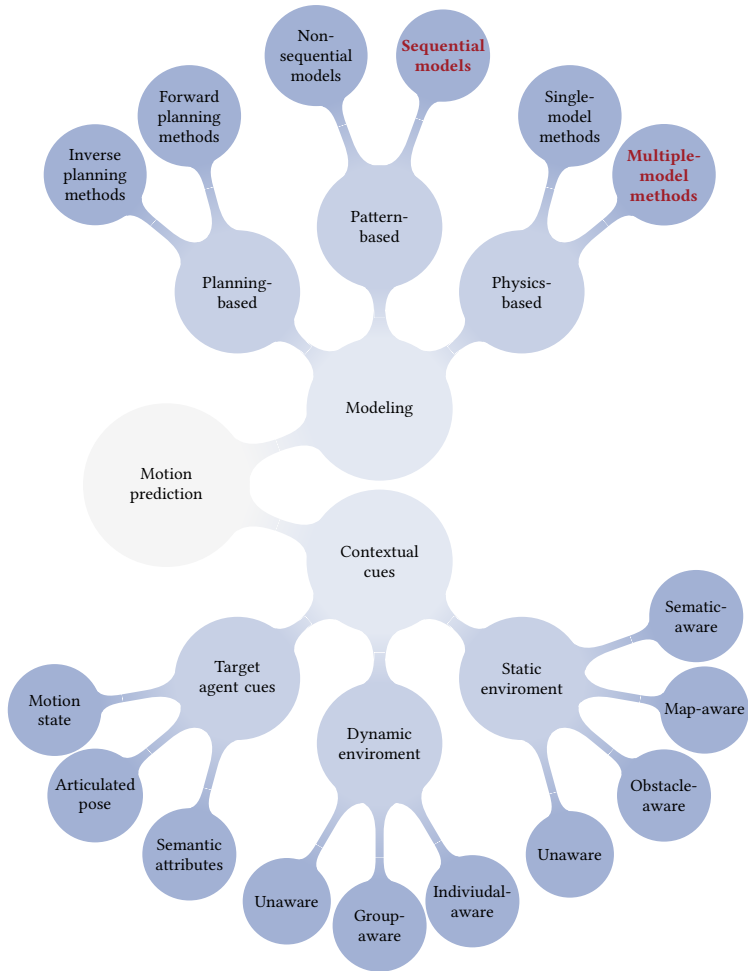 Non-
sequential
models
Sequential
models
Forward
planning
methods
Single-
model
methods
Inverse
planning
methods
Multiple-
model
methods
Pattern-
based
Planning-
based
Physics-
based
Modeling
Motion
prediction
Contextual
cues
Sematic-
aware
Target
agent cues
Static enviroment
Motion
state
Map-aware
Dynamic
enviroment
Articulated
pose
Obstacle-
aware
Semantic
attributes
Unaware
Unaware
Group-
aware
Indiviudal-
aware